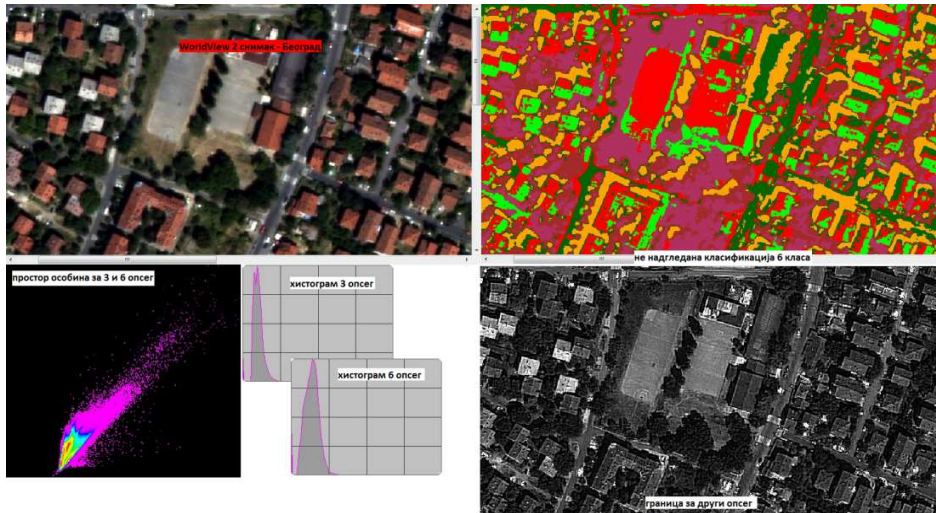 WorldView 2 снимак - Београд
не надгледана класификација 6 класа
простор особина за 3 и 6 опсег
хистограм 3 опсег
хистограм 6 опсег
граница за други опсег